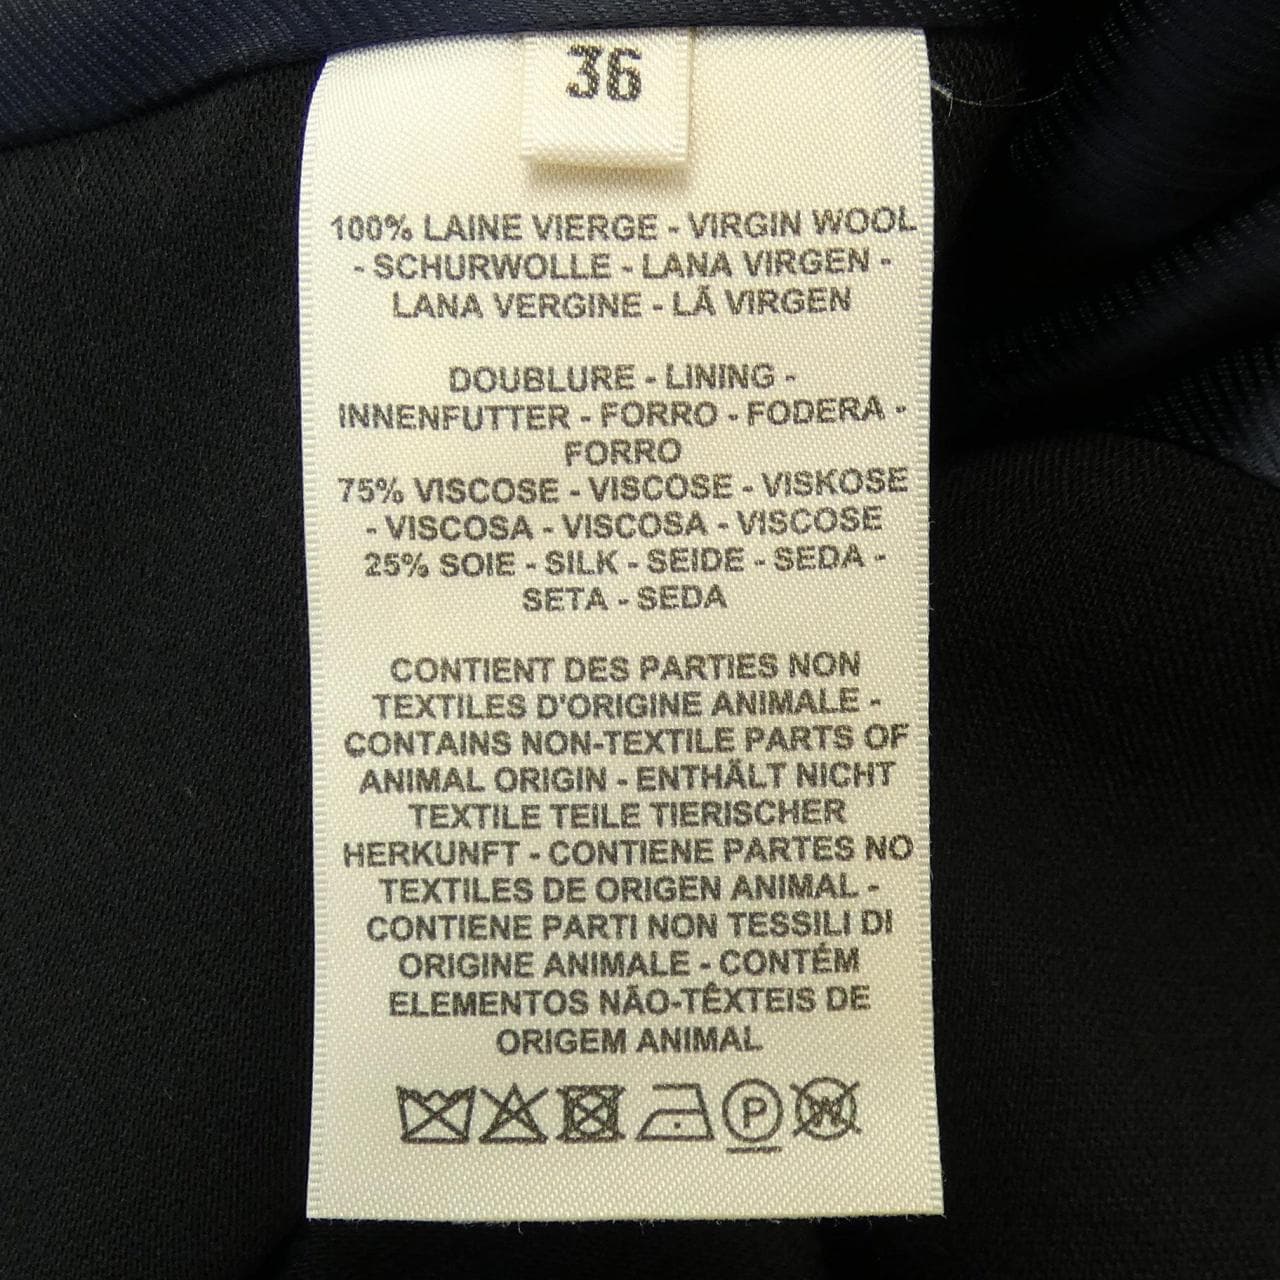 36
100% LAINE VIERGE - VIRGIN WOOL
- SCHURWOLLE - LANA VIRGEN -
LANA VERGINE - LÃ VIRGEN
DOUBLURE - LINING -
INNENFUTTER - FORRO - FODERA -
FORRO
75% VISCOSE - VISCOSE - VISKOSE
- VISCOSA - VISCOSA - VISCOSE
25% SOIE - SILK - SEIDE - SEDA -
SETA - SEDA
CONTIENT DES PARTIES NON
TEXTILES D'ORIGINE ANIMALE -
CONTAINS NON-TEXTILE PARTS OF
ANIMAL ORIGIN - ENTHÄLT NICHT
TEXTILE TEILE TIERISCHER
HERKUNFT - CONTIENE PARTES NO
TEXTILES DE ORIGEN ANIMAL -
CONTIENE PARTI NON TESSILI DI
ORIGINE ANIMALE - CONTÉM
ELEMENTOS NÃO-TÊXTEIS DE
ORIGEM ANIMAL
P W